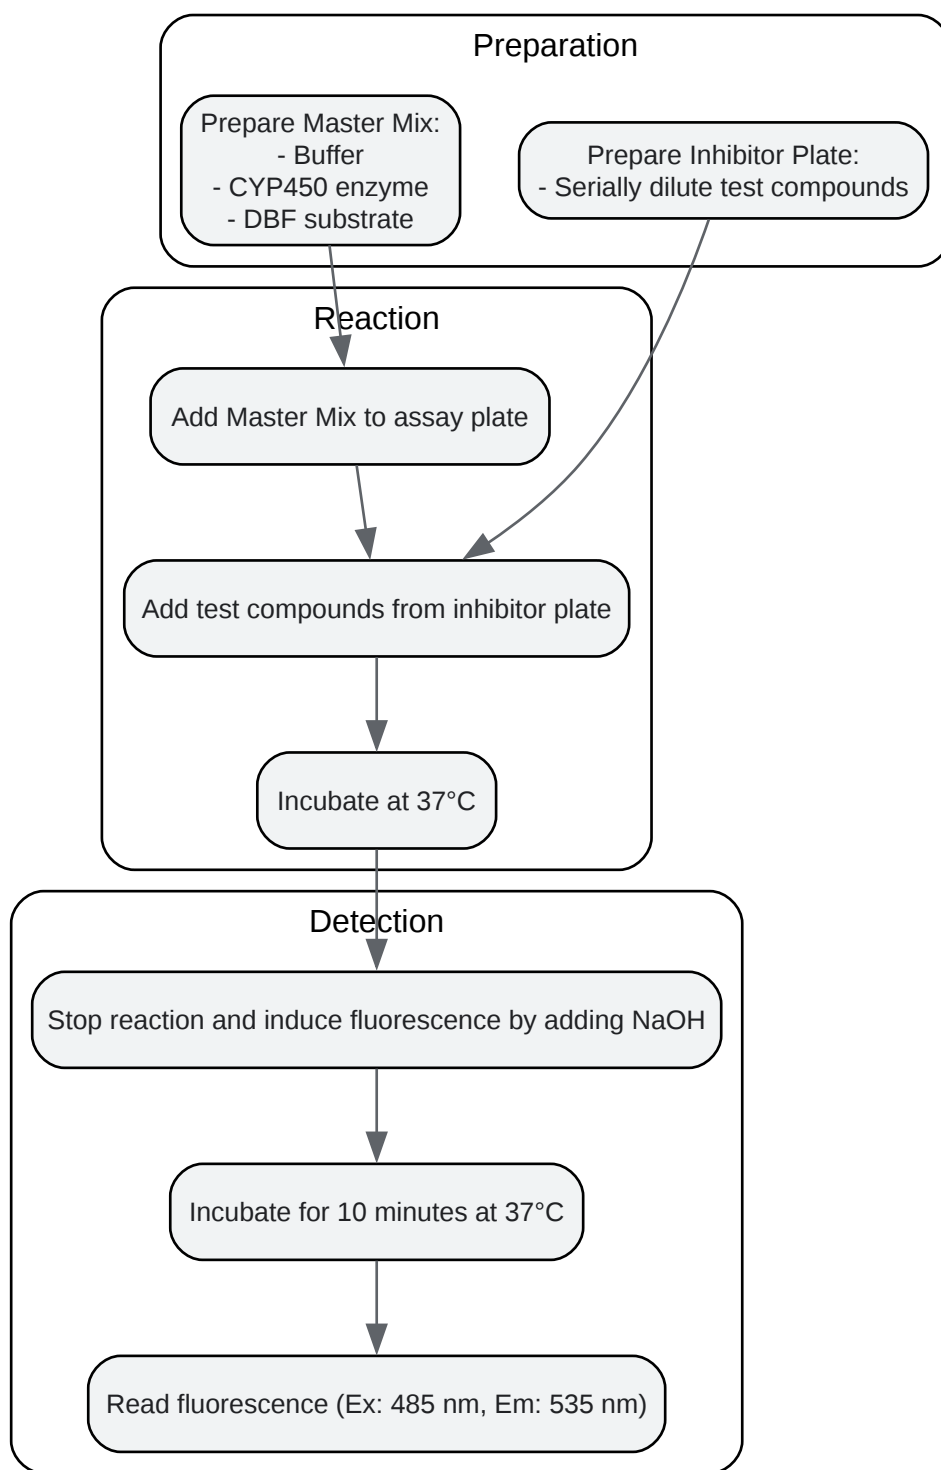 Preparation
Prepare Master Mix:
- Buffer
- CYP450 enzyme
- DBF substrate
Prepare Inhibitor Plate:
- Serially dilute test compounds
Reaction
Add Master Mix to assay plate
Add test compounds from inhibitor plate
Incubate at 37°C
Detection
Stop reaction and induce fluorescence by adding NaOH
Incubate for 10 minutes at 37°C
Read fluorescence (Ex: 485 nm, Em: 535 nm)